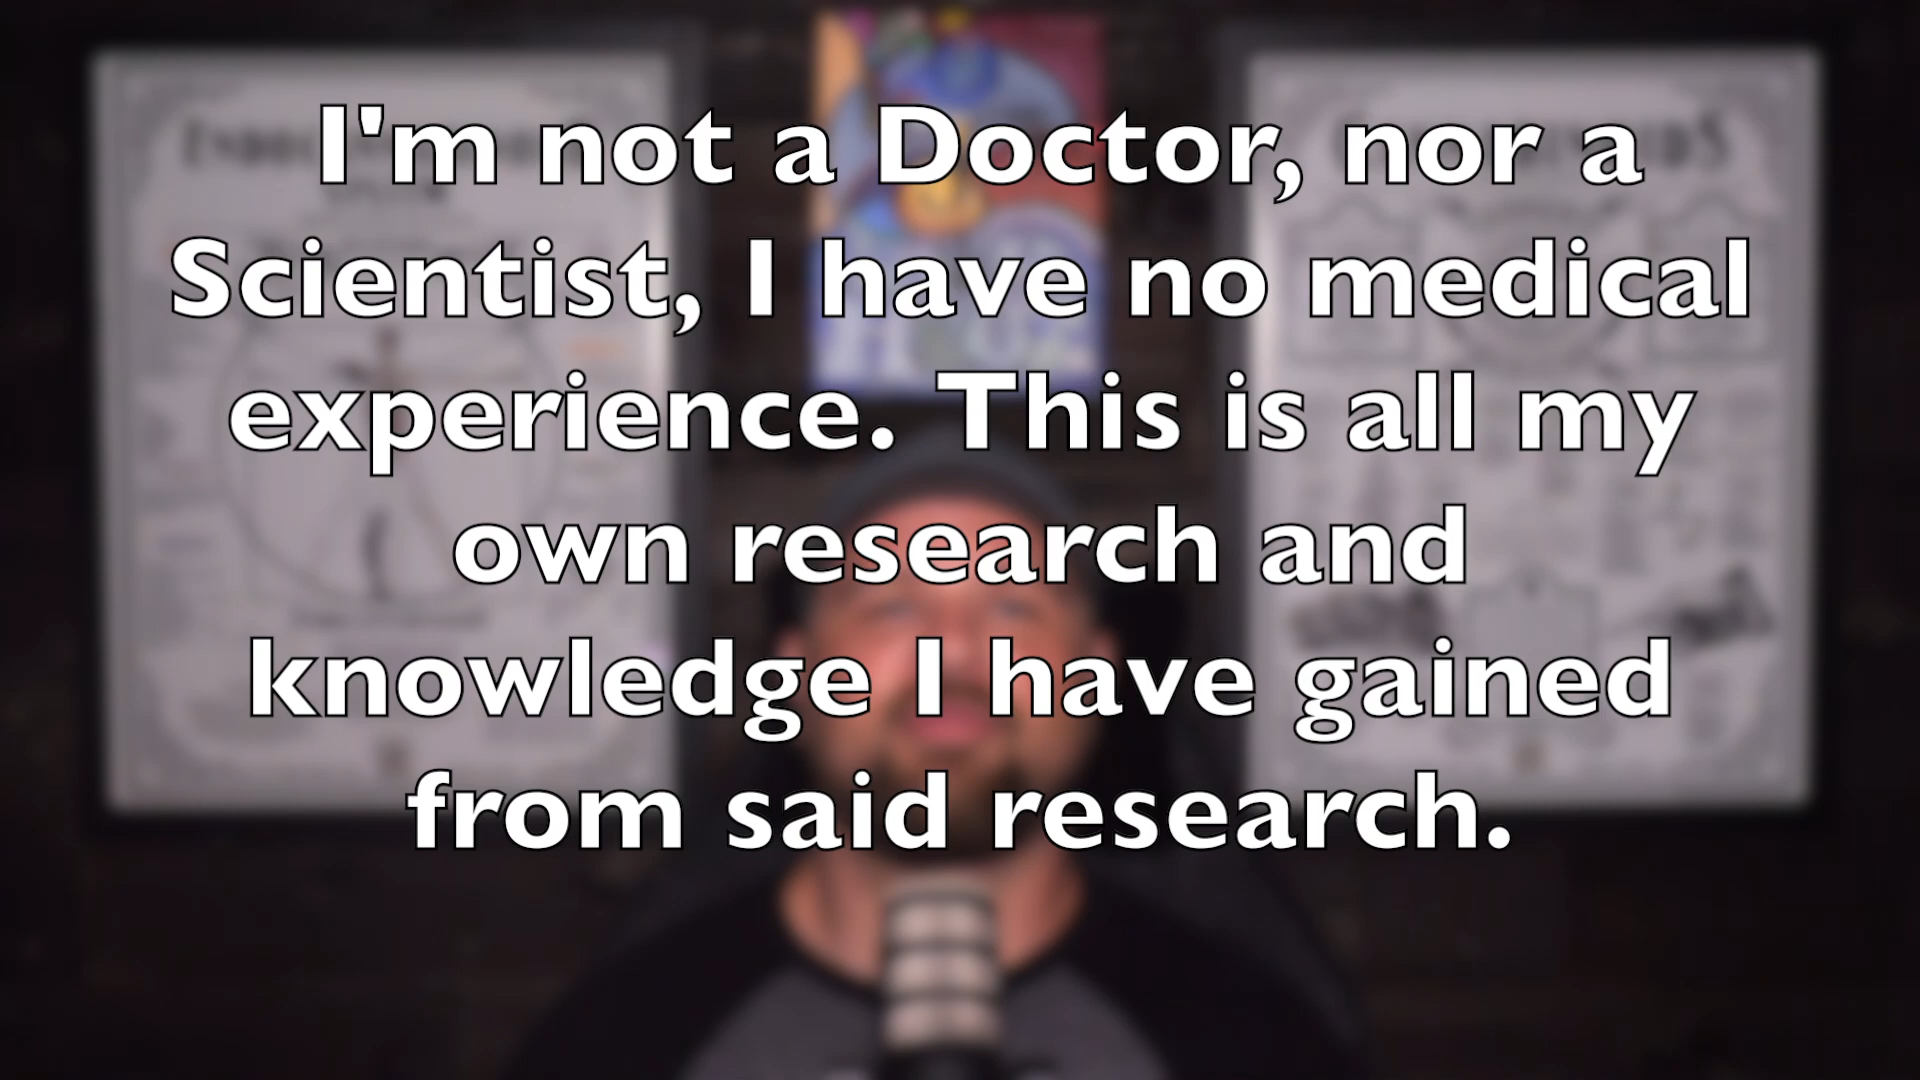 I'm not a Doctor, nor a
Scientist, I have no medical
experience. This is all my
own research and
knowledge I have gained
from said research.